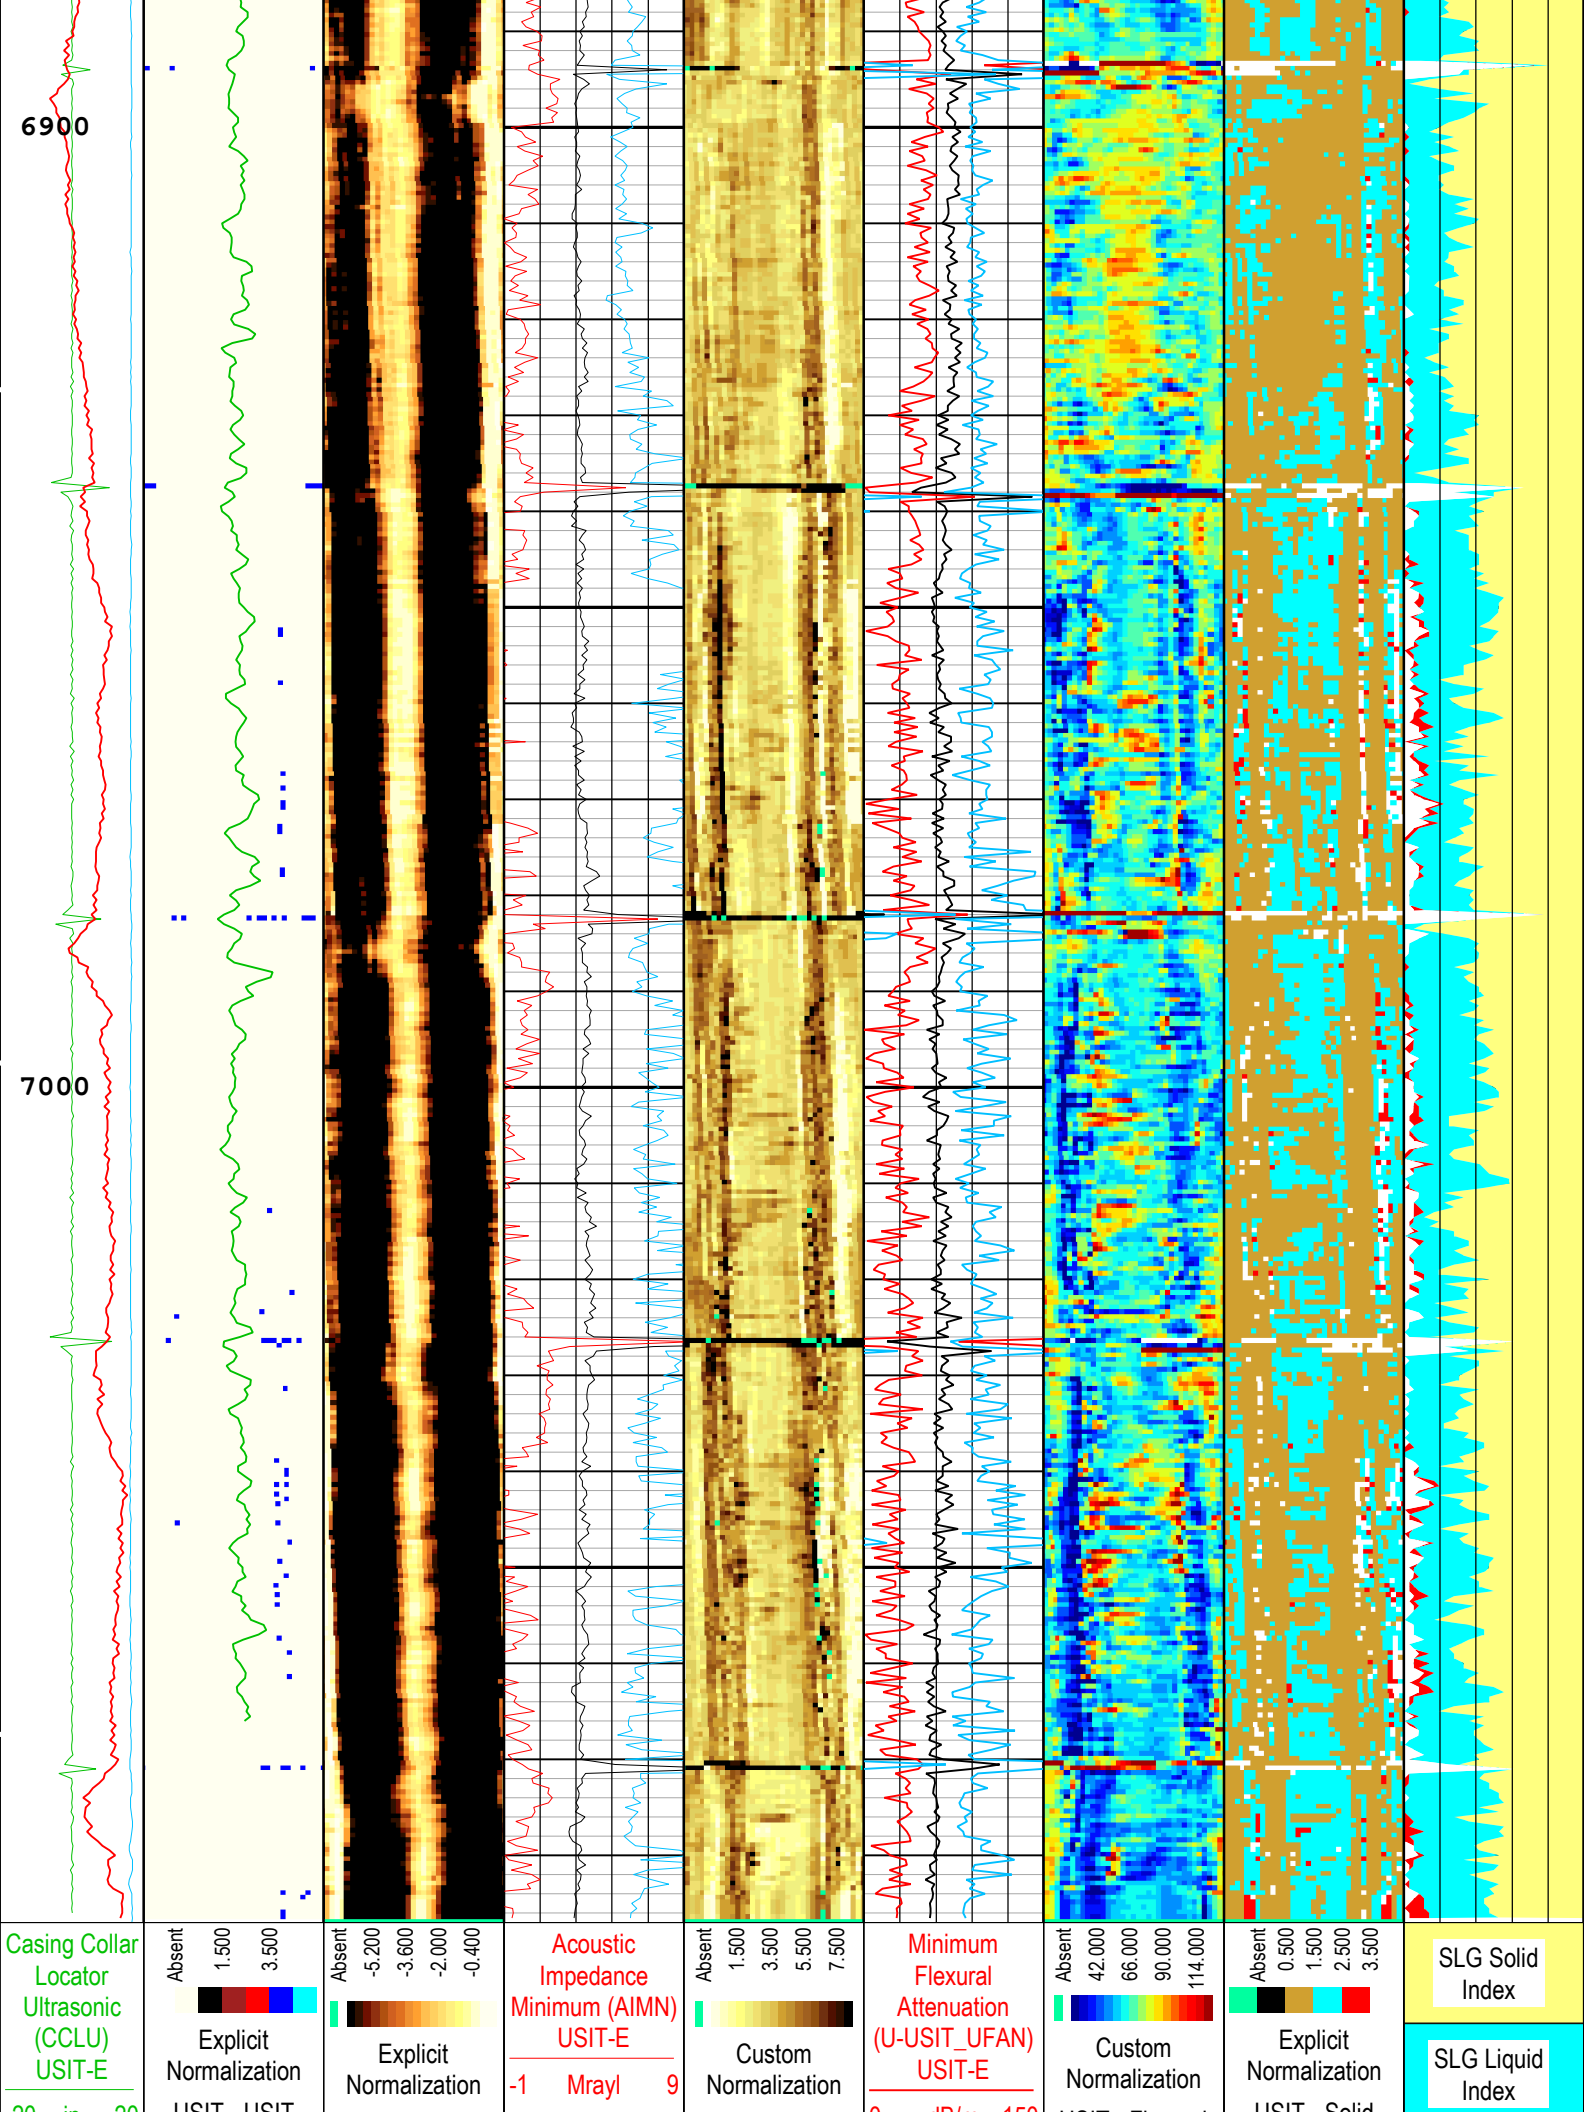 6900
7000
Casing Collar
Locator
Ultrasonic
(CCLU)
USIT-E
Absent
1.500
3.500
Explicit
Normalization
Absent
-5.200
-3.600
-2.000
-0.400
Explicit
Normalization
Acoustic
Impedance
Minimum (AIMN)
USIT-E
-1 Mrayl 9
Absent
1.500
3.500
5.500
7.500
Custom
Normalization
Minimum
Flexural
Attenuation
(U-USIT_UFAN)
USIT-E
Absent
42.000
66.000
90.000
114.000
Custom
Normalization
Absent
0.500
1.500
2.500
3.500
Explicit
Normalization
SLG Solid
Index
SLG Liquid
Index